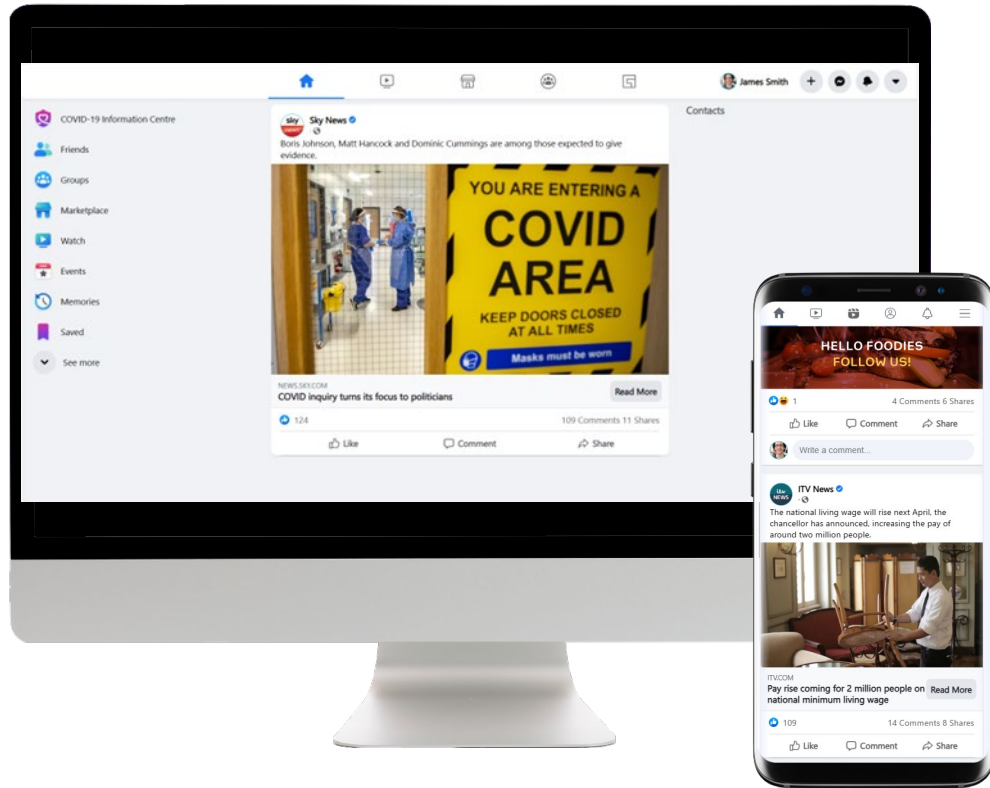 James Smith
COVID-19 Information Centre
Friends
Groups
Marketplace
Watch
Events
Memories
Saved
See more
sky
news
Sky News
Boris Johnson, Matt Hancock and Dominic Cummings are among those expected to give
evidence.
YOU ARE ENTERING A
COVID
AREA
KEEP DOORS CLOSED
AT ALL TIMES
Masks must be worn
NEWS.SKY.COM
COVID inquiry turns its focus to politicians
Read More
124
109 Comments 11 Shares
Like
Comment
Share
Contacts
HELLO FOODIES
FOLLOW US!
1
4 Comments 6 Shares
Like
Comment
Share
Write a comment...
itv
NEWS
ITV News
The national living wage will rise next April, the
chancellor has announced, increasing the pay of
around two million people.
ITV.COM
Pay rise coming for 2 million people on
national minimum living wage
Read More
109
14 Comments 8 Shares
Like
Comment
Share